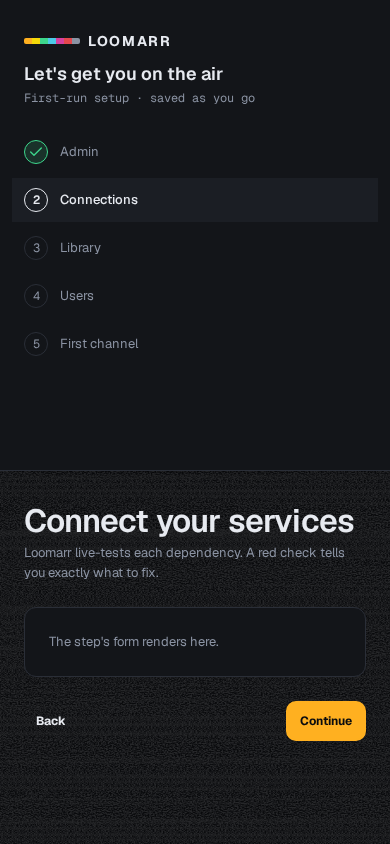 LOOMARR
Let's get you on the air
First-run setup · saved as you go
Admin
2 Connections
3 Library
4 Users
5 First channel
Connect your services
Loomarr live-tests each dependency. A red check tells
you exactly what to fix.
The step's form renders here.
Back
Continue